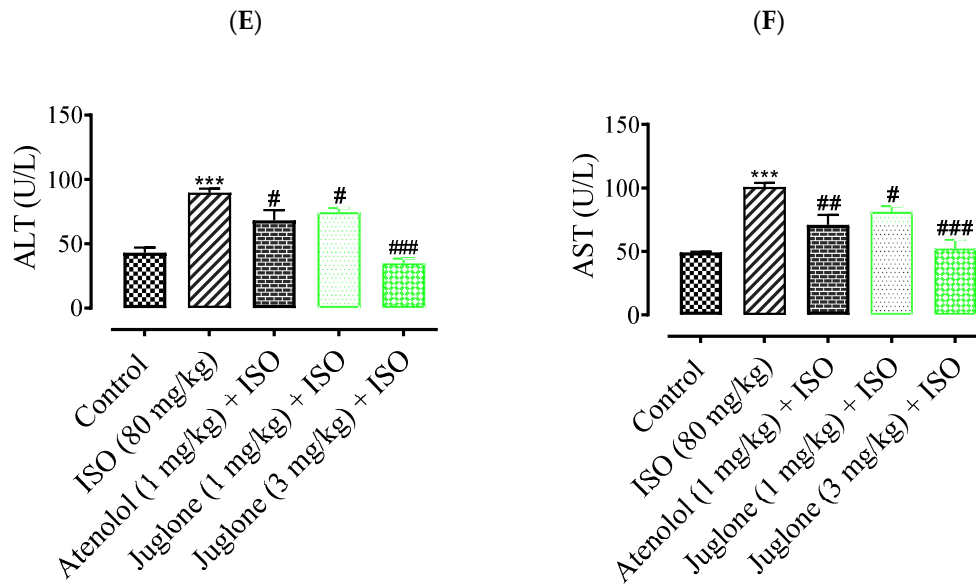 (E)
ALT (U/L)
150
100
50
0
***
#
#
###
Control
ISO (80 mg/kg)
Atenolol (1 mg/kg) + ISO
Juglone (1 mg/kg) + ISO
Juglone (3 mg/kg) + ISO
(F)
AST (U/L)
150
100
50
0
***
##
#
###
Control
ISO (80 mg/kg)
Atenolol (1 mg/kg) + ISO
Juglone (1 mg/kg) + ISO
Juglone (3 mg/kg) + ISO